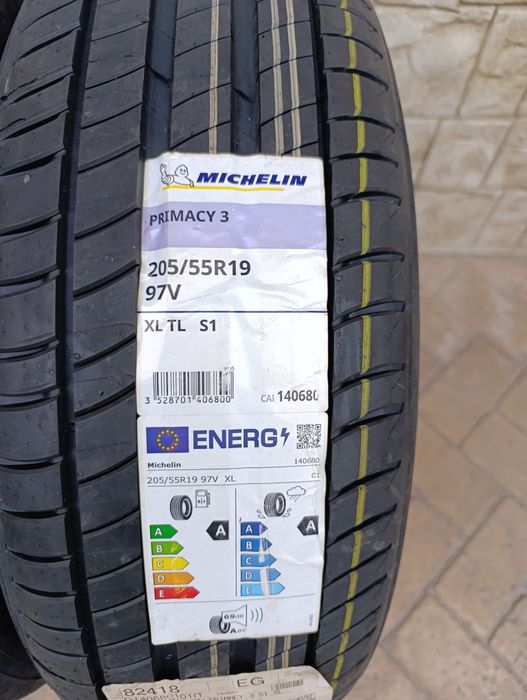 MICHELIN
PRIMACY 3
205/55R19
97V
XL TL S1
3 528701 406800
CAI 140680
ENERG
Michelin
140680
205/55R19 97V XL
C1
A
B
C
D
E
A
A
B
C
D
E
A
69dB
ABC
82418
EG